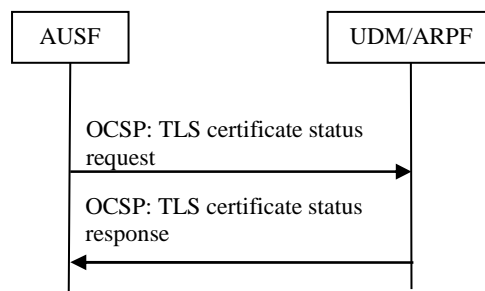 AUSF
UDM/ARPF
OCSP: TLS certificate status
request
OCSP: TLS certificate status
response